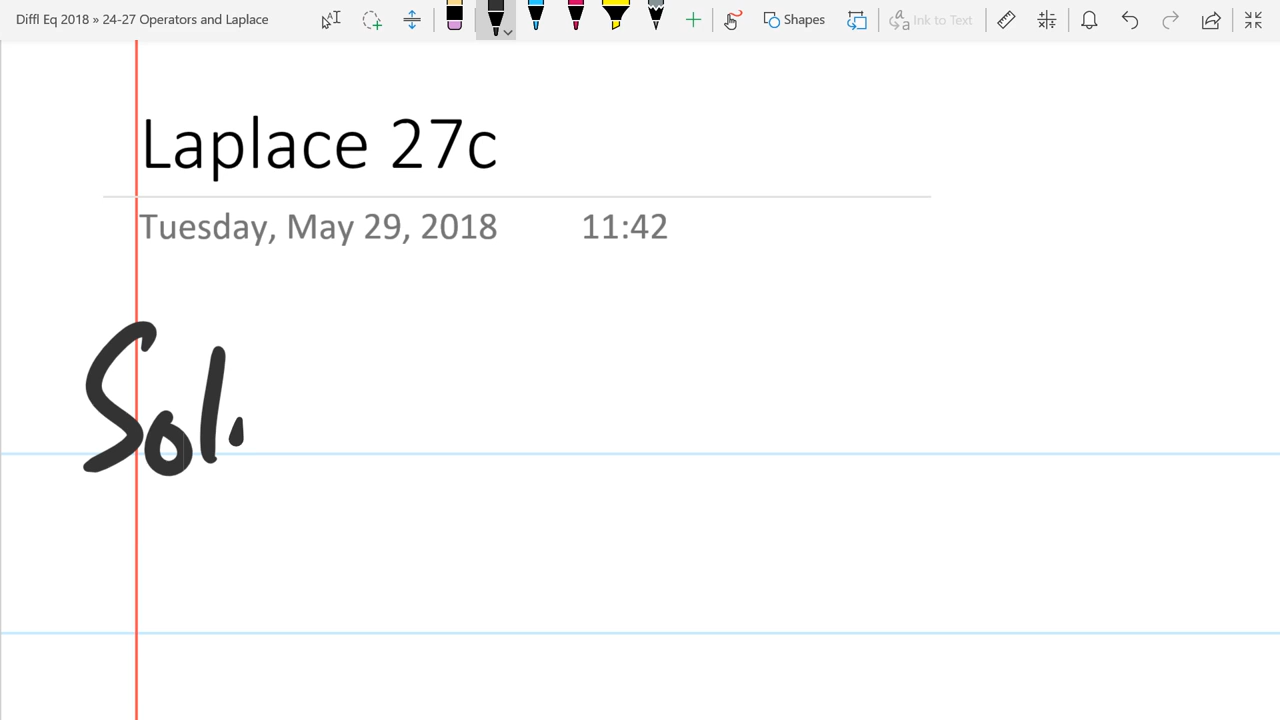 Diffl Eq 2018 » 24-27 Operators and Laplace
Shapes
Ink to Text
Laplace 27c
Tuesday, May 29, 2018 11:42
Sol